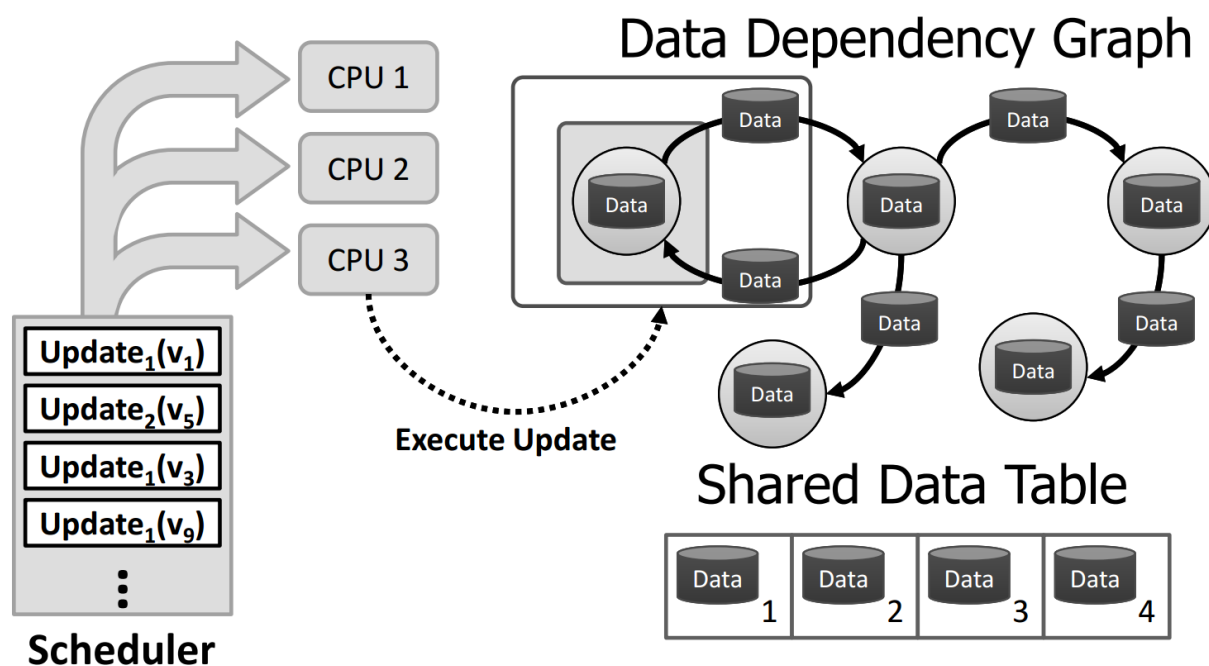 Data Dependency Graph
CPU 1
CPU 2
CPU 3
Data
Data
Data
Data
Data
Data
Data
Data
Data
Data
Execute Update
Update₁(v₁)
Update₂(v₅)
Update₁(v₃)
Update₁(v₉)
Scheduler
Shared Data Table
Data 1
Data 2
Data 3
Data 4